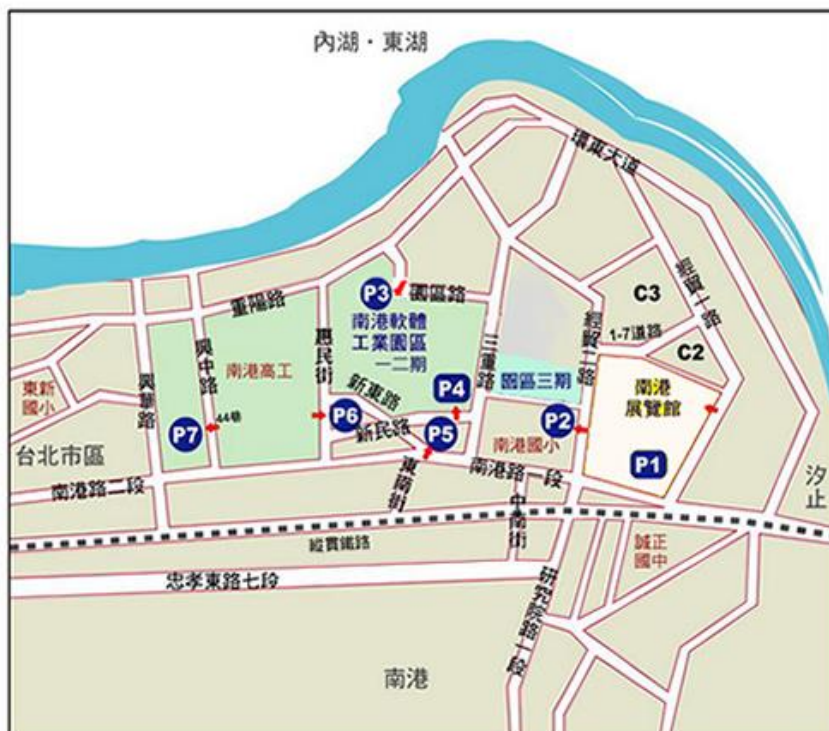 內湖·東湖
環東大道
經貿一路
C3
1-7道路
C2
P3
園區路
重陽路
南港軟體
工業園區
一二期
惠民街
三重路
經貿二路
興中路
興華路
南港高工
東新
國小
新東路
P4
園區三期
南港
展覽館
P7
44巷
P6
新民路
P5
P2
南港國小
P1
台北市區
南港路二段
東南街
南港路一段
中南街
汐止
縱貫鐵路
誠正
國中
忠孝東路七段
研究院路一段
南港